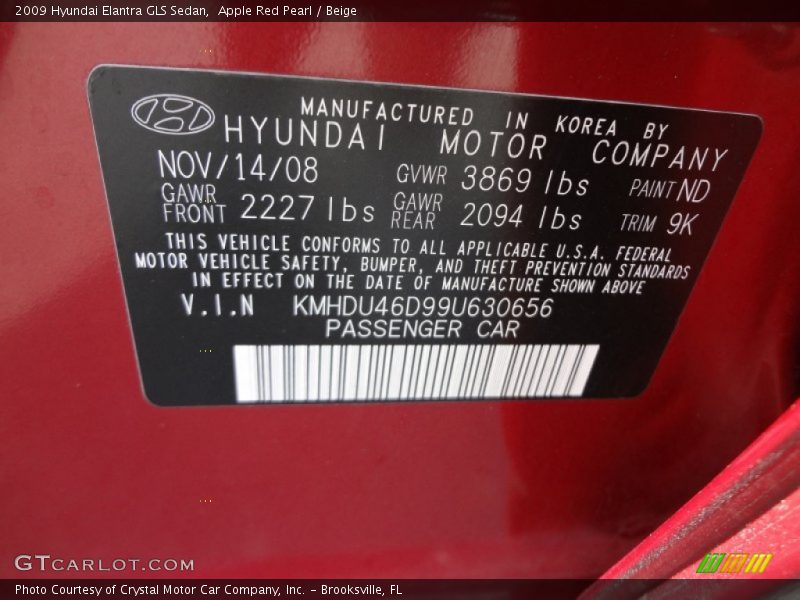 2009 Hyundai Elantra GLS Sedan,  Apple Red Pearl / Beige
MANUFACTURED IN KOREA BY
HYUNDAI MOTOR COMPANY
NOV/14/08 GVWR 3869 lbs PAINT ND
GAWR FRONT 2227 lbs GAWR REAR 2094 lbs TRIM 9K
THIS VEHICLE CONFORMS TO ALL APPLICABLE U.S.A. FEDERAL
MOTOR VEHICLE SAFETY, BUMPER, AND THEFT PREVENTION STANDARDS
IN EFFECT ON THE DATE OF MANUFACTURE SHOWN ABOVE
V.I.N KMHDU46D99U630656
PASSENGER CAR
GTCARLOT.COM
Photo Courtesy of Crystal Motor Car Company, Inc. – Brooksville, FL